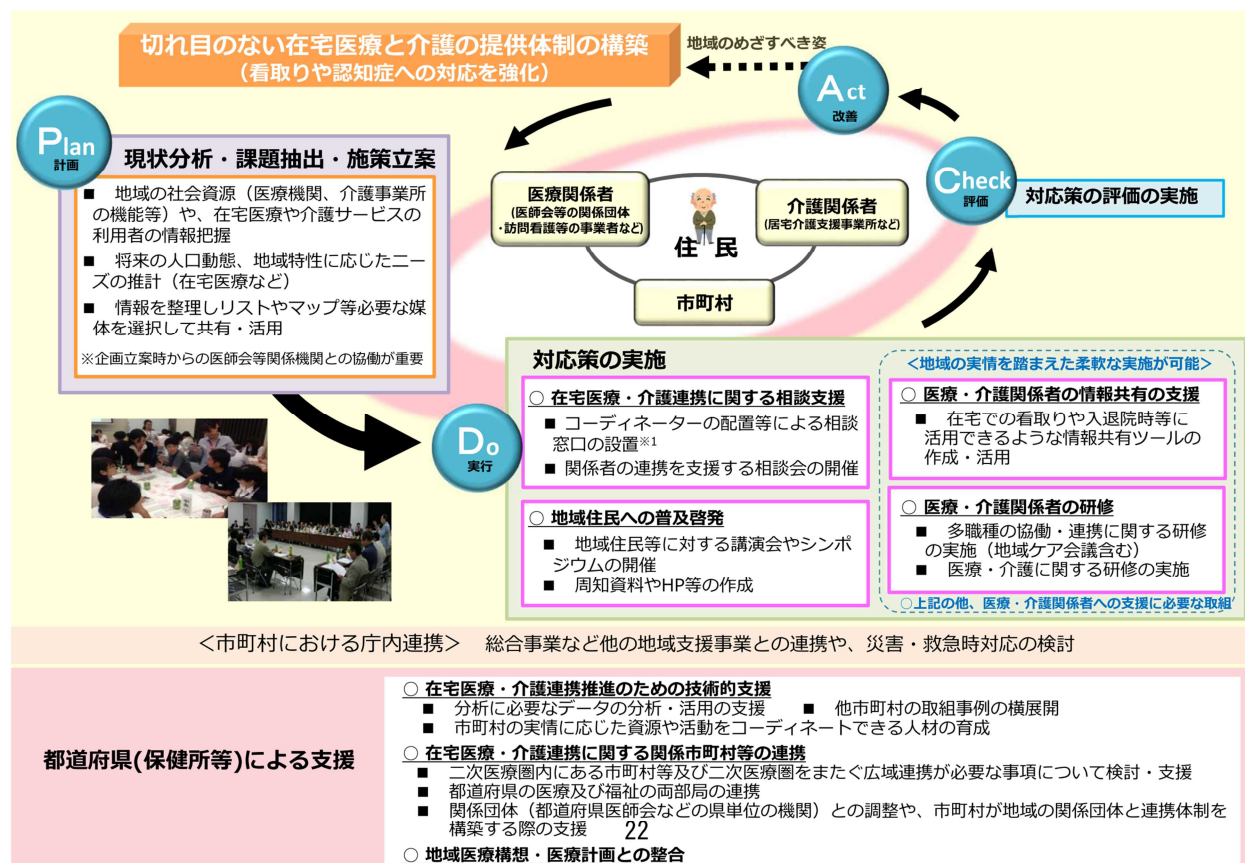 切れ目のない在宅医療と介護の提供体制の構築
（看取りや認知症への対応を強化）
地域のめざすべき姿
Act
改善
Plan
計画
現状分析・課題抽出・施策立案
■ 地域の社会資源（医療機関、介護事業所
の機能等）や、在宅医療や介護サービスの
利用者の情報把握
■ 将来の人口動態、地域特性に応じたニー
ズの推計（在宅医療など）
■ 情報を整理しリストやマップ等必要な媒
体を選択して共有・活用
※企画立案時からの医師会等関係機関との協働が重要
医療関係者
(医師会等の関係団体
・訪問看護等の事業者など)
介護関係者
(居宅介護支援事業所など)
住民
市町村
Check
評価
対応策の評価の実施
Do
実行
対応策の実施
○ 在宅医療・介護連携に関する相談支援
■ コーディネーターの配置等による相談
窓口の設置※1
■ 関係者の連携を支援する相談会の開催
○ 地域住民への普及啓発
■ 地域住民等に対する講演会やシンポ
ジウムの開催
■ 周知資料やHP等の作成
<地域の実情を踏まえた柔軟な実施が可能>
○ 医療・介護関係者の情報共有の支援
■ 在宅での看取りや入退院時等に
活用できるような情報共有ツールの
作成・活用
○ 医療・介護関係者の研修
■ 多職種の協働・連携に関する研修
の実施（地域ケア会議含む）
■ 医療・介護に関する研修の実施
○上記の他、医療・介護関係者への支援に必要な取組
<市町村における庁内連携> 総合事業など他の地域支援事業との連携や、災害・救急時対応の検討
都道府県(保健所等)による支援
○ 在宅医療・介護連携推進のための技術的支援
■ 分析に必要なデータの分析・活用の支援 ■ 他市町村の取組事例の横展開
■ 市町村の実情に応じた資源や活動をコーディネートできる人材の育成
○ 在宅医療・介護連携に関する関係市町村等の連携
■ 二次医療圏内にある市町村等及び二次医療圏をまたぐ広域連携が必要な事項について検討・支援
■ 都道府県の医療及び福祉の両部局の連携
■ 関係団体（都道府県医師会などの県単位の機関）との調整や、市町村が地域の関係団体と連携体制を
構築する際の支援
22
○ 地域医療構想・医療計画との整合